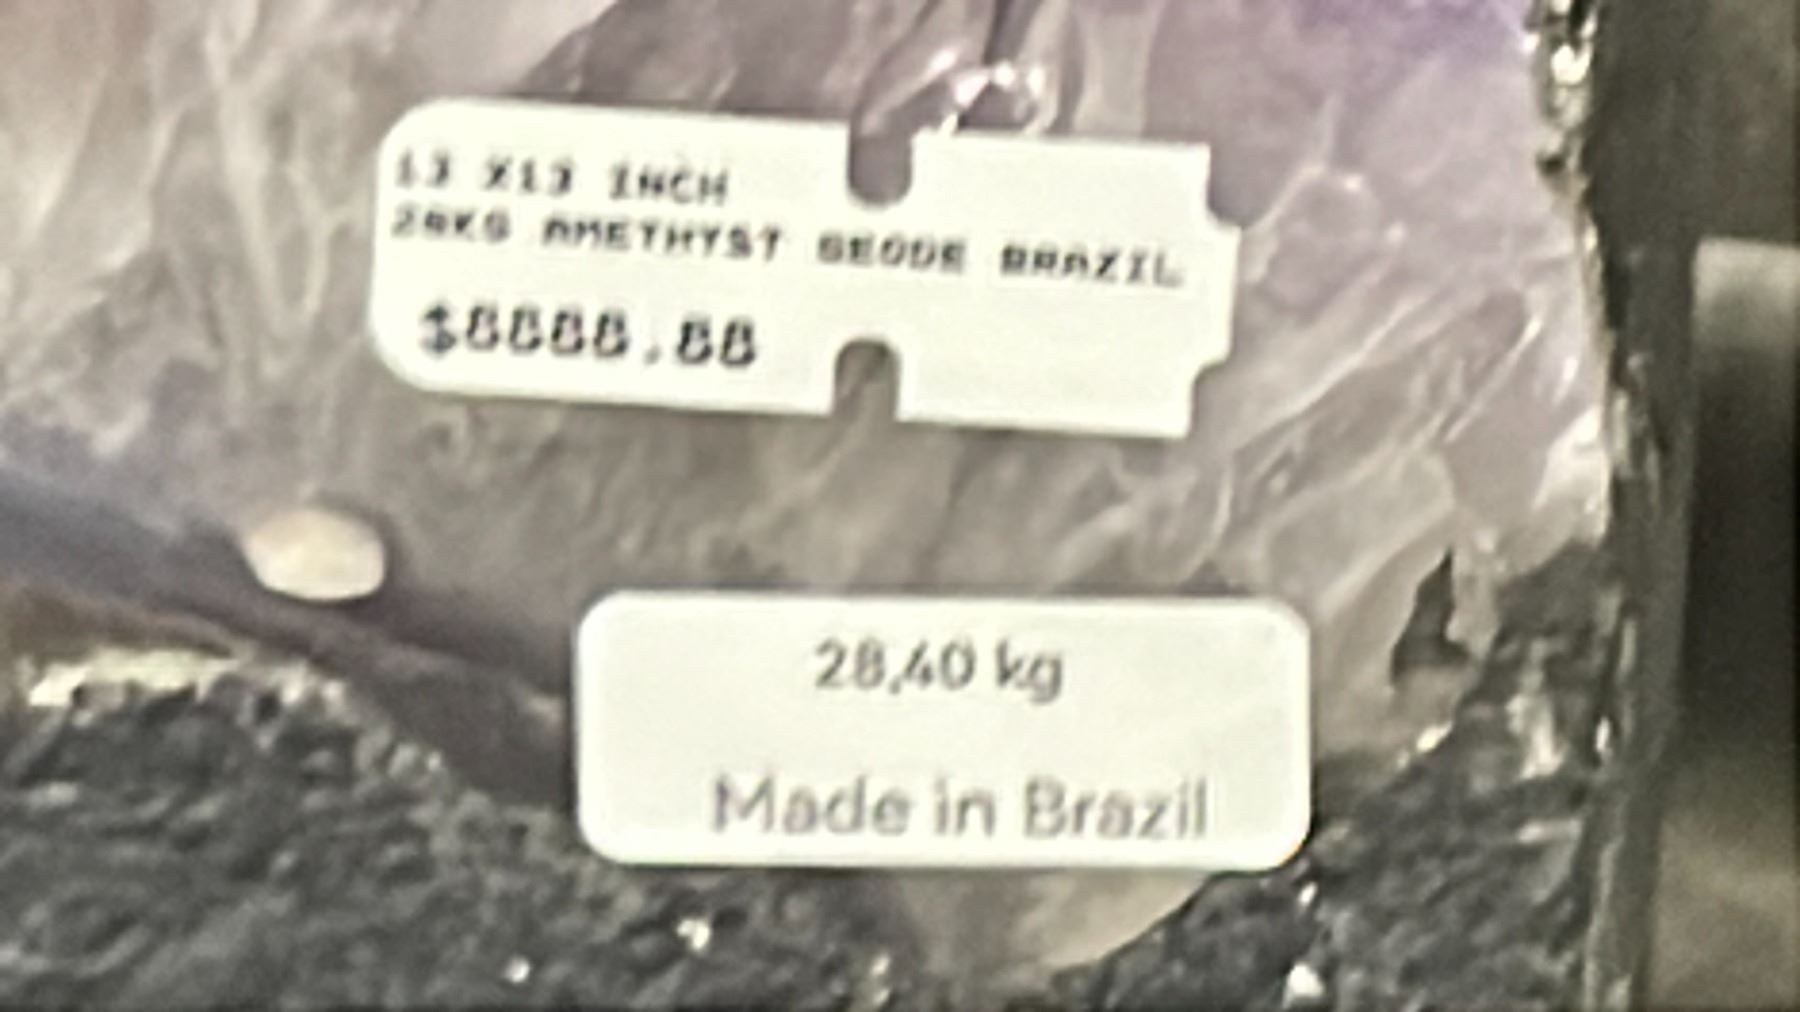 13 X13 INCH
28KG AMETHYST GEODE BRAZIL
$8888.88
28,40 kg
Made in Brazil